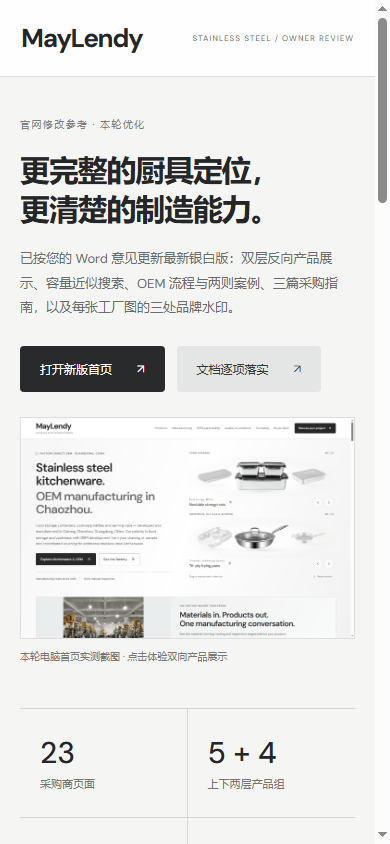 MayLendy
STAINLESS STEEL / OWNER REVIEW
官网修改参考 · 本轮优化
更完整的厨具定位，
更清楚的制造能力。
已按您的 Word 意见更新最新银白版：双层反向产品展
示、容量近似搜索、OEM 流程与两则案例、三篇采购指
南，以及每张工厂图的三处品牌水印。
打开新版首页 ↗
文档逐项落实 ↗
MayLendy
Stainless steel
kitchenware.
OEM manufacturing in
Chaozhou.
Materials in. Products out.
One manufacturing conversation.
本轮电脑首页实测截图 · 点击体验双向产品展示
23
采购商页面
5 + 4
上下两层产品组